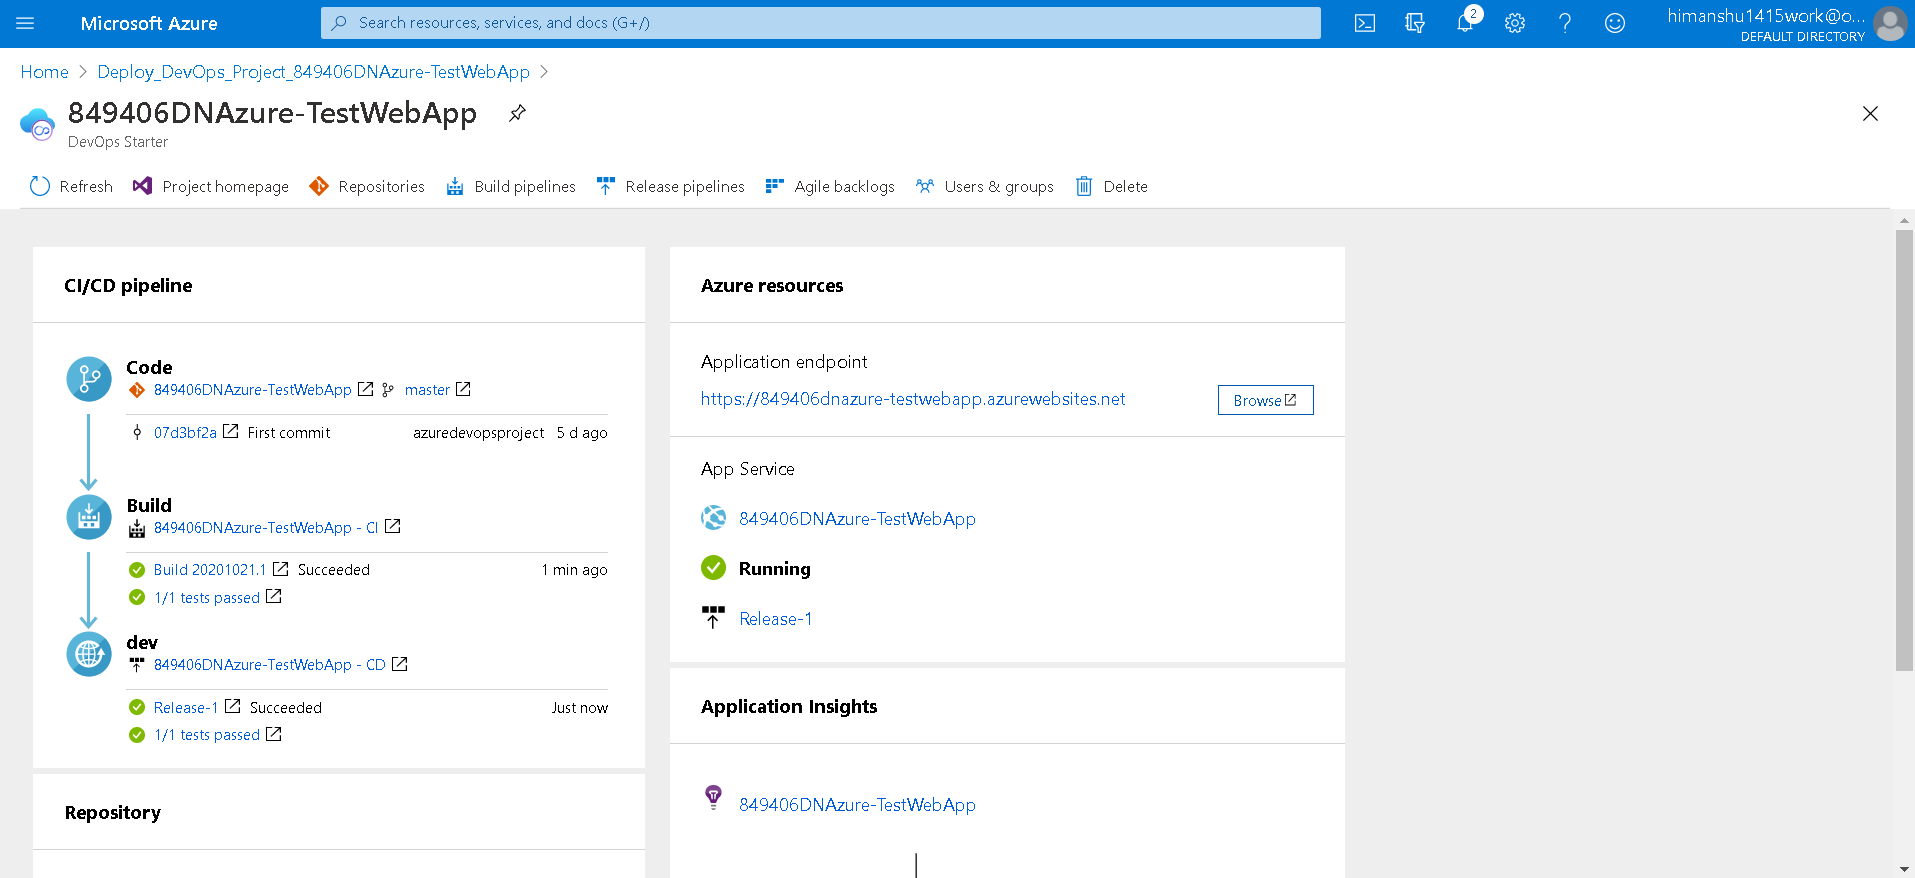 Microsoft Azure
Search resources, services, and docs (G+/)
2
himanshu1415work@o...
DEFAULT DIRECTORY
Home > Deploy_DevOps_Project_849406DNAzure-TestWebApp >
849406DNAzure-TestWebApp
DevOps Starter
Refresh Project homepage Repositories Build pipelines Release pipelines Agile backlogs Users & groups Delete
CI/CD pipeline
Code
849406DNAzure-TestWebApp master
07d3bf2a First commit azuredevopsproject 5 d ago
Build
849406DNAzure-TestWebApp - CI
Build 20201021.1 Succeeded 1 min ago
1/1 tests passed
dev
849406DNAzure-TestWebApp - CD
Release-1 Succeeded Just now
1/1 tests passed
Repository
Azure resources
Application endpoint
https://849406dnazure-testwebapp.azurewebsites.net Browse
App Service
849406DNAzure-TestWebApp
Running
Release-1
Application Insights
849406DNAzure-TestWebApp